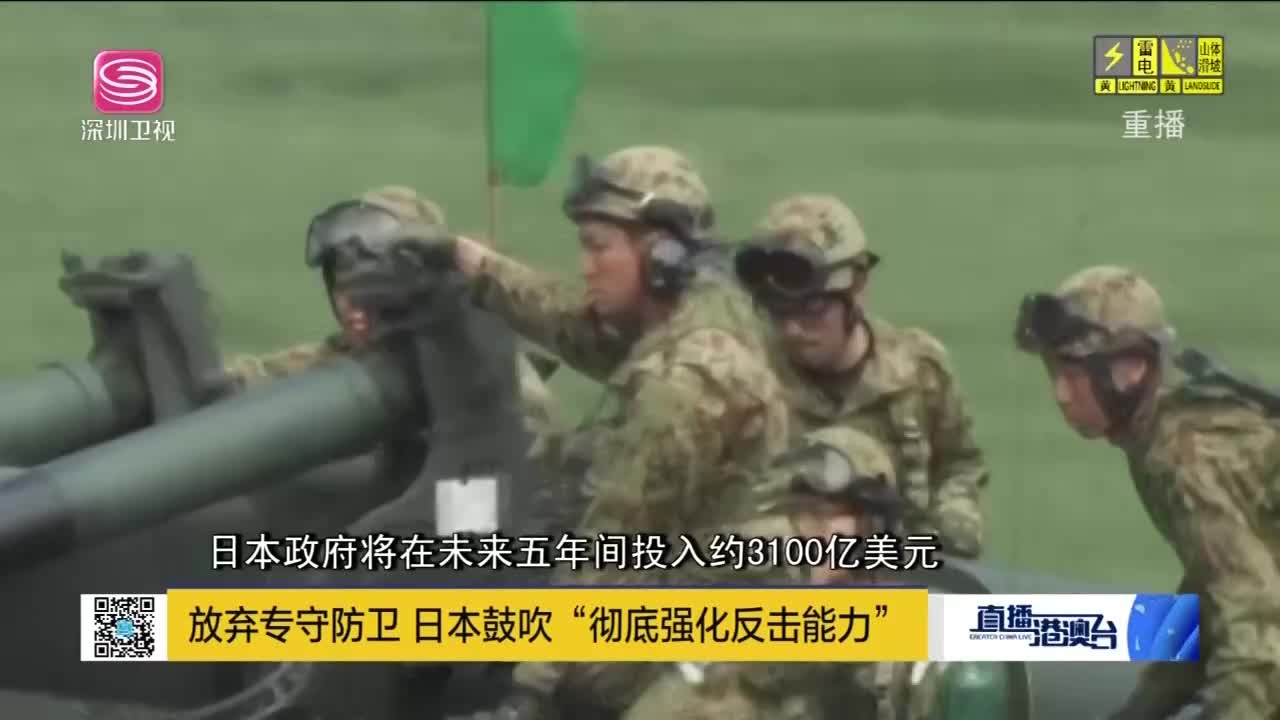 深圳卫视
雷电
山体滑坡
黄 LIGHTNING 黄 LANDSLIDE
重播
日本政府将在未来五年间投入约3100亿美元
放弃专守防卫 日本鼓吹“彻底强化反击能力”
直播港澳台
GREATER CHINA LIVE